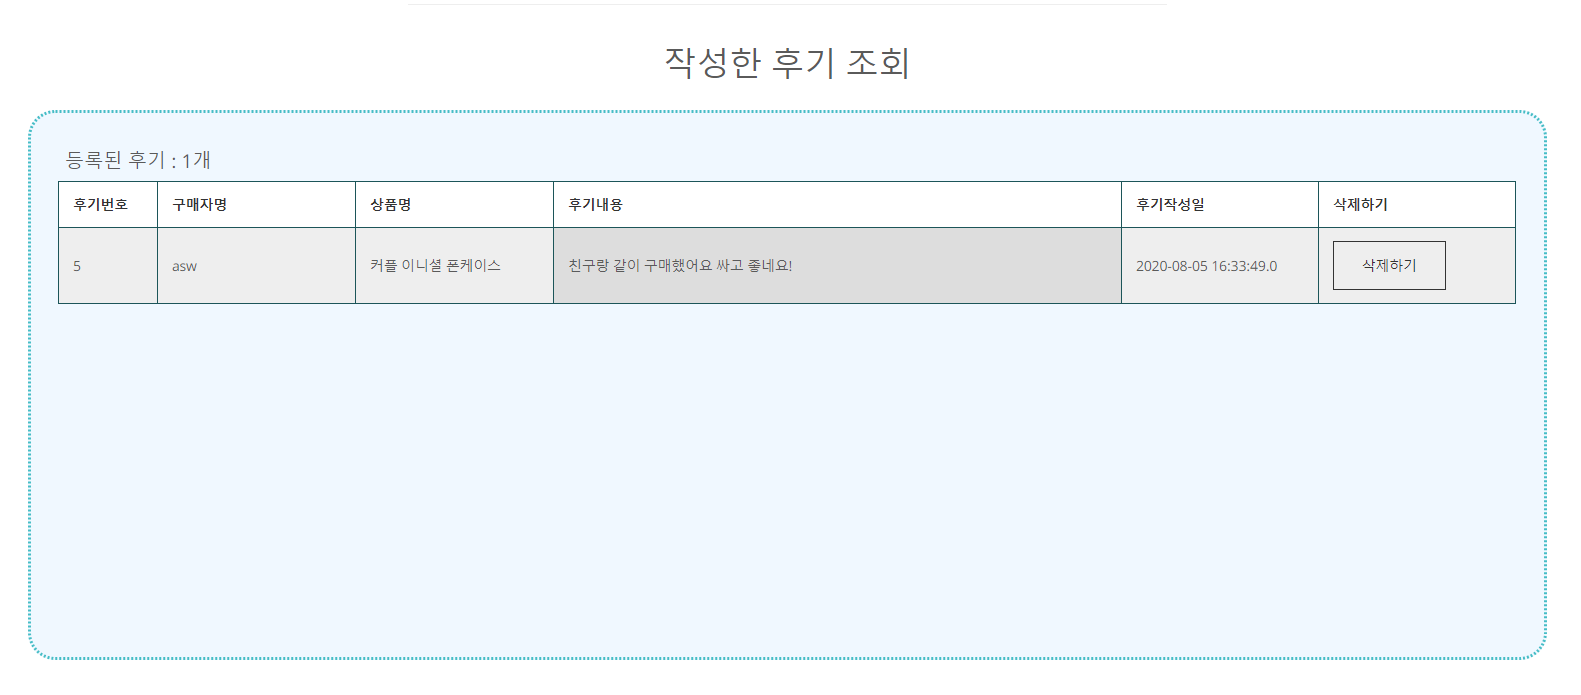 작성한 후기 조회
등록된 후기 : 1개
후기번호 구매자명 상품명 후기내용 후기작성일 삭제하기
5 asw 커플 이니셜 폰케이스 친구랑 같이 구매했어요 싸고 좋네요! 2020-08-05 16:33:49.0 삭제하기